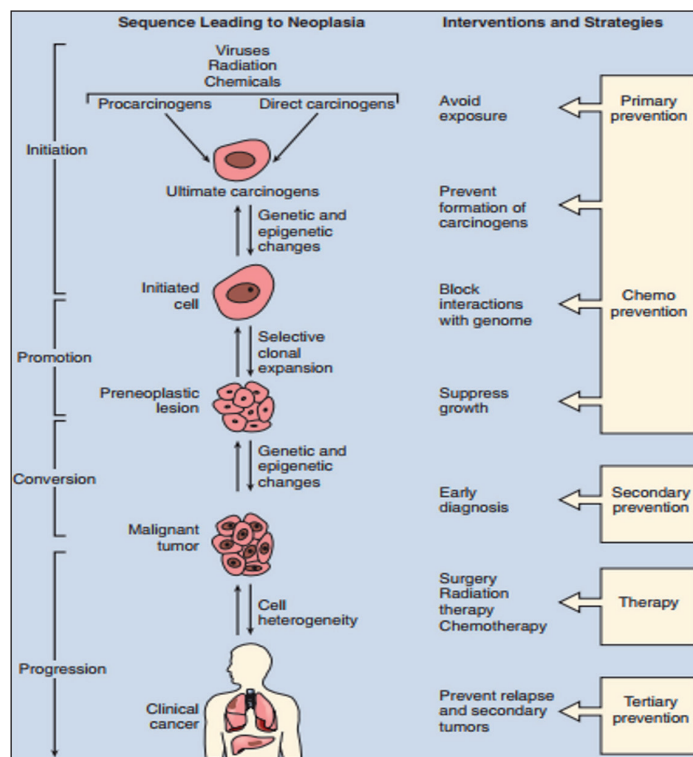 Sequence Leading to Neoplasia
Interventions and Strategies
Viruses
Radiation
Chemicals
Procarcinogens
Direct carcinogens
Initiation
Ultimate carcinogens
Genetic and
epigenetic
changes
Initiated
cell
Selective
clonal
expansion
Promotion
Preneoplastic
lesion
Genetic and
epigenetic
changes
Conversion
Malignant
tumor
Cell
heterogeneity
Progression
Clinical
cancer
Avoid
exposure
Primary
prevention
Prevent
formation of
carcinogens
Block
interactions
with genome
Chemo
prevention
Suppress
growth
Early
diagnosis
Secondary
prevention
Surgery
Radiation
therapy
Chemotherapy
Therapy
Prevent relapse
and secondary
tumors
Tertiary
prevention